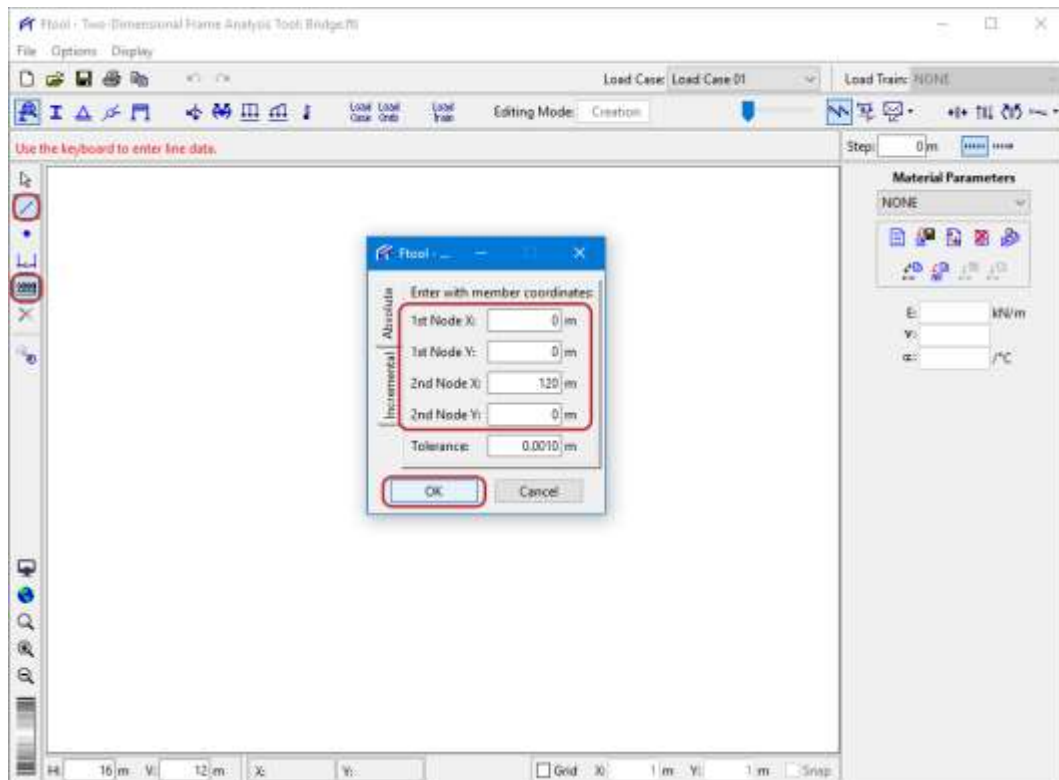 Ftool - Two-Dimensional Frame Analysis Tool: Bridge.ftl
File Options Display
Load Case: Load Case 01 Load Train: NONE
Load Case Load Cmb Load Train Editing Mode: Creation
Use the keyboard to enter line data.
Step: 0 m
Material Parameters
NONE
Ftool - ...
Absolute
Incremental
Enter with member coordinates:
1st Node X: 0 m
1st Node Y: 0 m
2nd Node X: 120 m
2nd Node Y: 0 m
Tolerance: 0.0010 m
OK Cancel
E: kN/m
ν:
α: /°C
H: 16 m V: 12 m X: Y: Grid X: 1 m Y: 1 m Snap